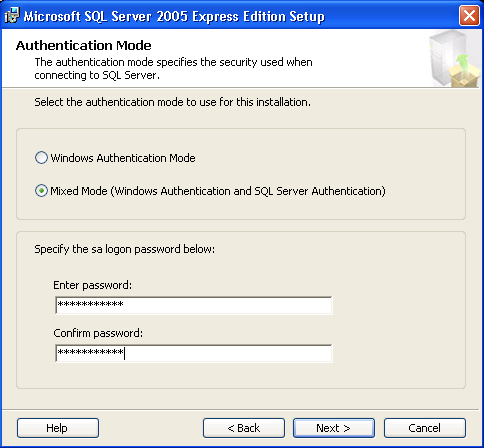 Microsoft SQL Server 2005 Express Edition Setup
Authentication Mode
The authentication mode specifies the security used when
connecting to SQL Server.
Select the authentication mode to use for this installation.
Windows Authentication Mode
Mixed Mode (Windows Authentication and SQL Server Authentication)
Specify the sa logon password below:
Enter password:
***********
Confirm password:
***********
Help
< Back
Next >
Cancel